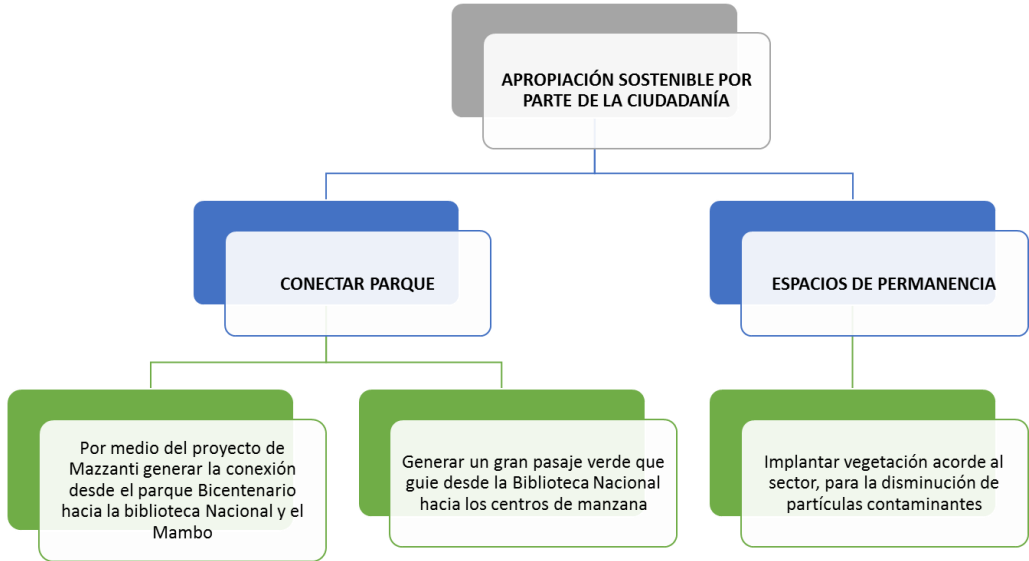 APROPIACIÓN SOSTENIBLE POR
PARTE DE LA CIUDADANÍA
CONECTAR PARQUE
ESPACIOS DE PERMANENCIA
Por medio del proyecto de
Mazzanti generar la conexión
desde el parque Bicentenario
hacia la biblioteca Nacional y el
Mambo
Generar un gran pasaje verde que
guie desde la Biblioteca Nacional
hacia los centros de manzana
Implantar vegetación acorde al
sector, para la disminución de
partículas contaminantes